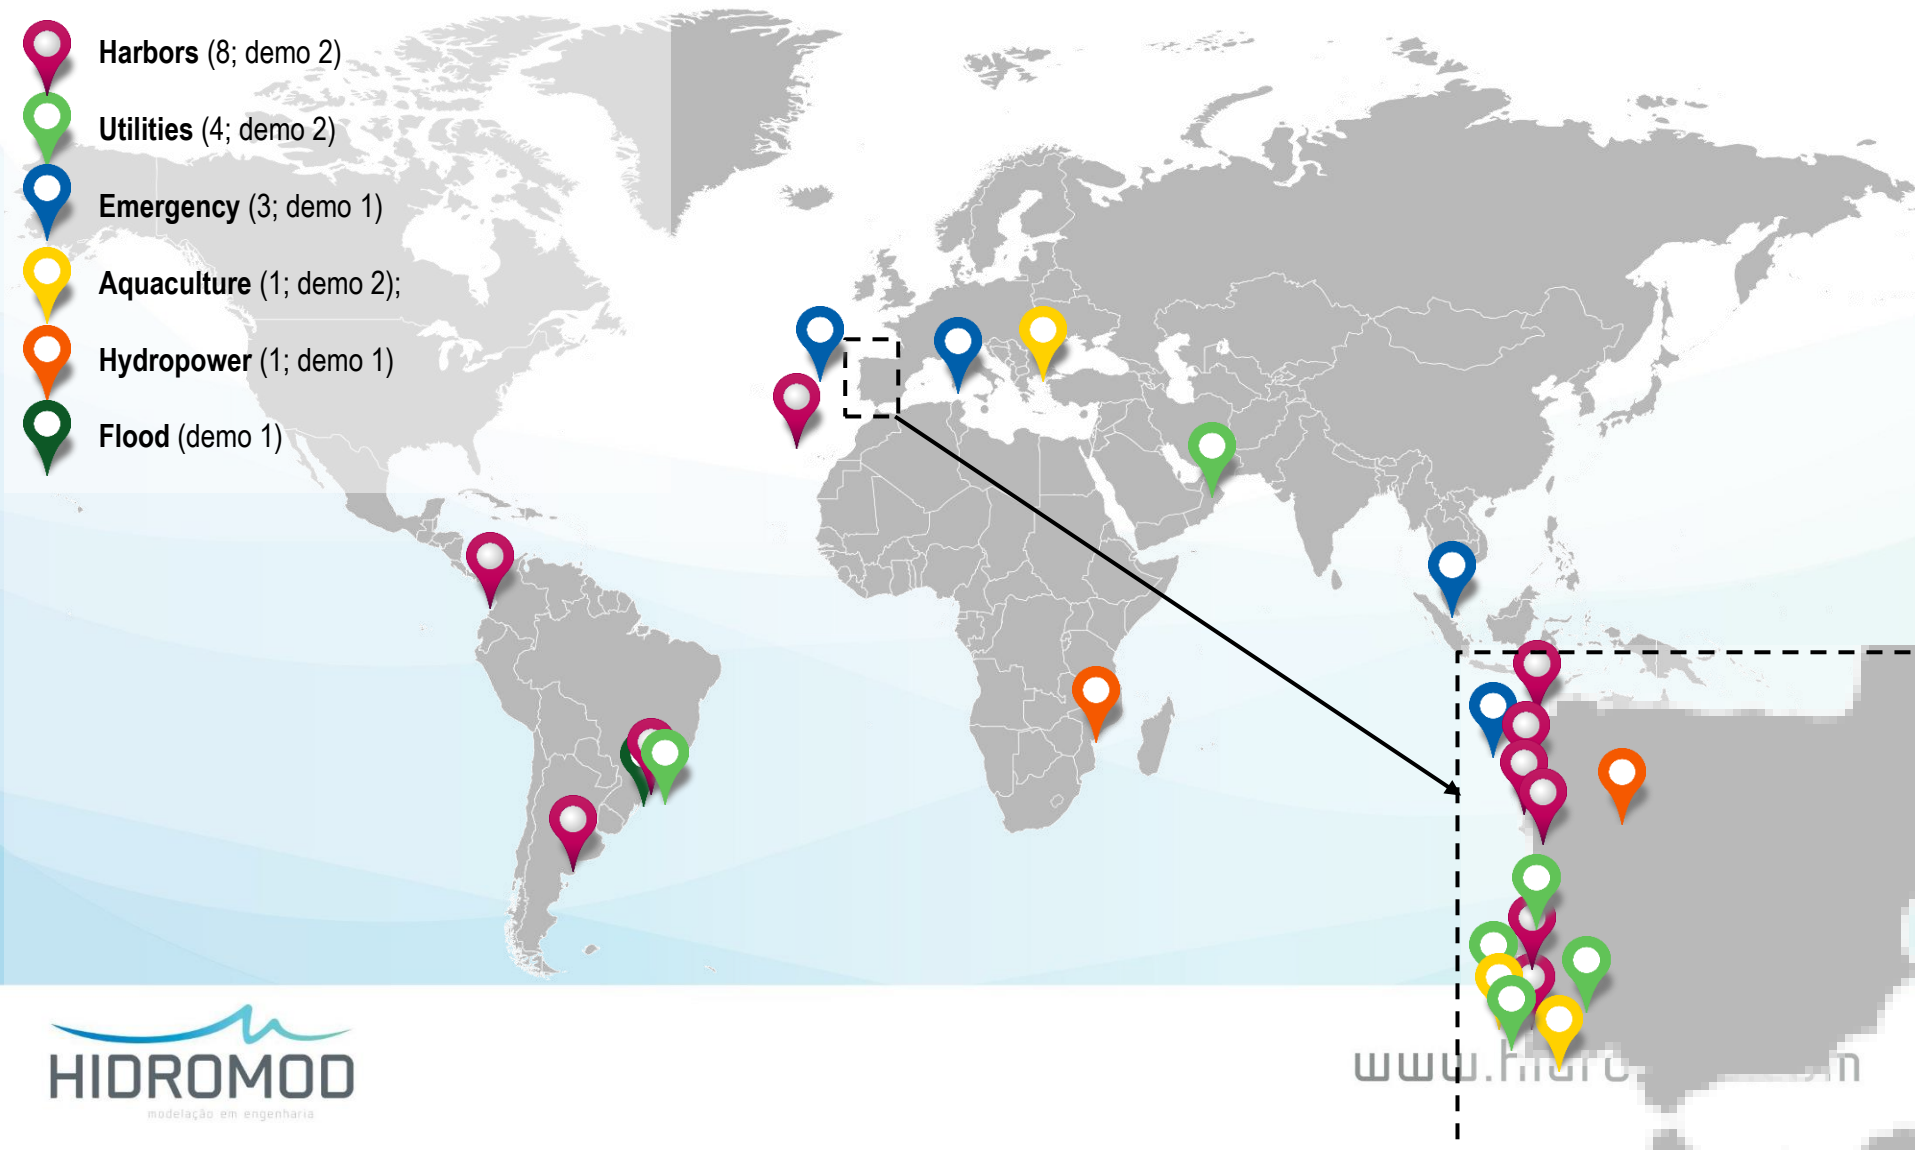 Harbors (8; demo 2)
Utilities (4; demo 2)
Emergency (3; demo 1)
Aquaculture (1; demo 2);
Hydropower (1; demo 1)
Flood (demo 1)
HIDROMOD
modelação em engenharia